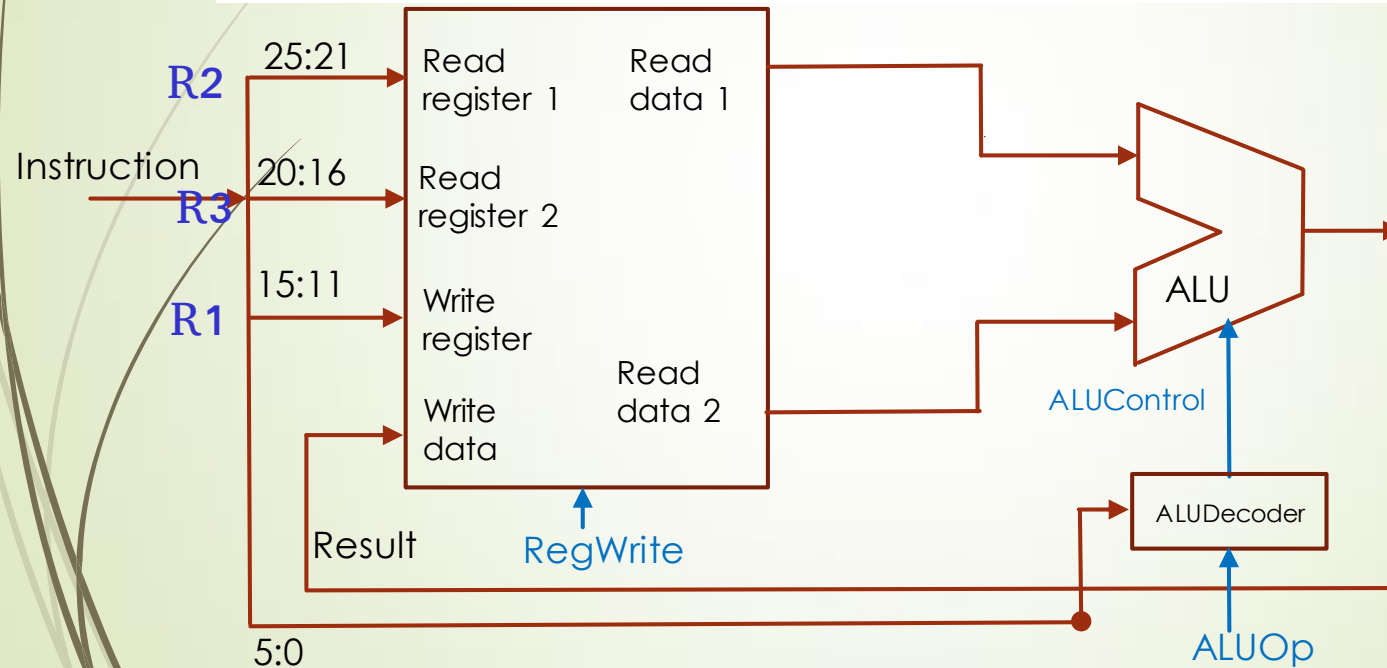 25:21
R2
Read
register 1
Read
data 1
Instruction
20:16
R3
Read
register 2
15:11
R1
Write
register
ALU
Read
data 2
ALUControl
Write
data
ALUDecoder
Result
RegWrite
5:0
ALUOp